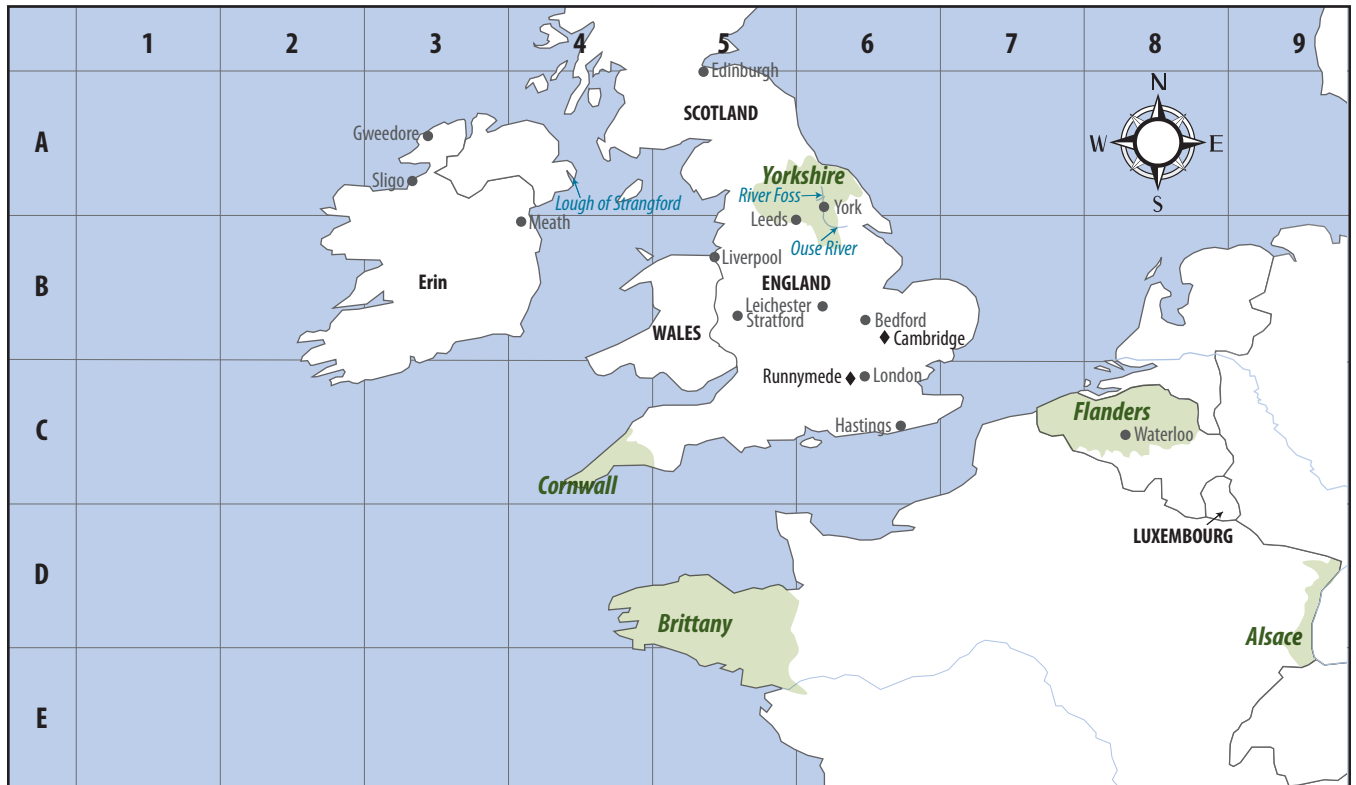 1 2 3 4 5 6 7 8 9
Edinburgh
SCOTLAND
N
A
Gweedore
W E
Yorkshire
Sligo
River Foss
Lough of Strangford
York
S
Leeds
Meath
Ouse River
Liverpool
B
Erin
ENGLAND
Leichester
Stratford
Bedford
WALES
Cambridge
Runnymede
London
Flanders
C
Hastings
Waterloo
Cornwall
LUXEMBOURG
D
Brittany
Alsace
E